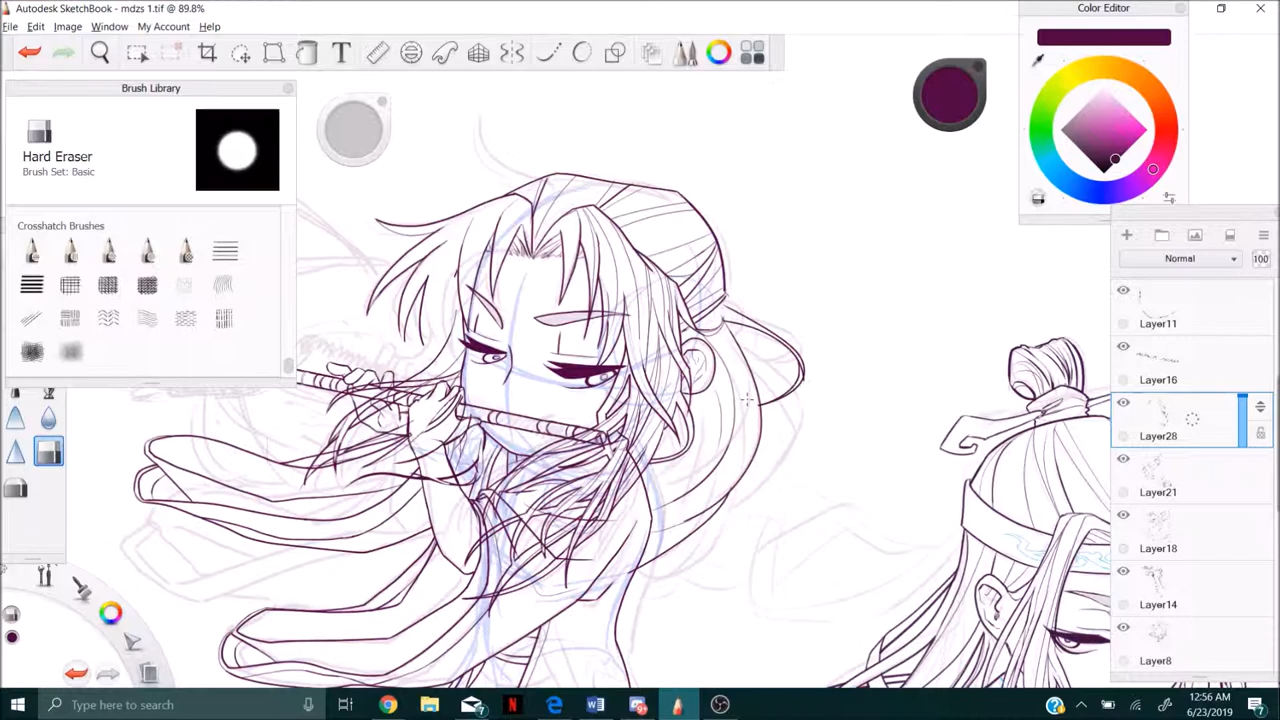 Autodesk SketchBook - mdzs 1.tif @ 89.8%
File Edit Image Window My Account Help
Brush Library
Hard Eraser
Brush Set: Basic
Crosshatch Brushes
Color Editor
Normal
100
Layer11
Layer16
Layer28
Layer21
Layer18
Layer14
Layer8
Type here to search
7
12:56 AM
6/23/2019
7